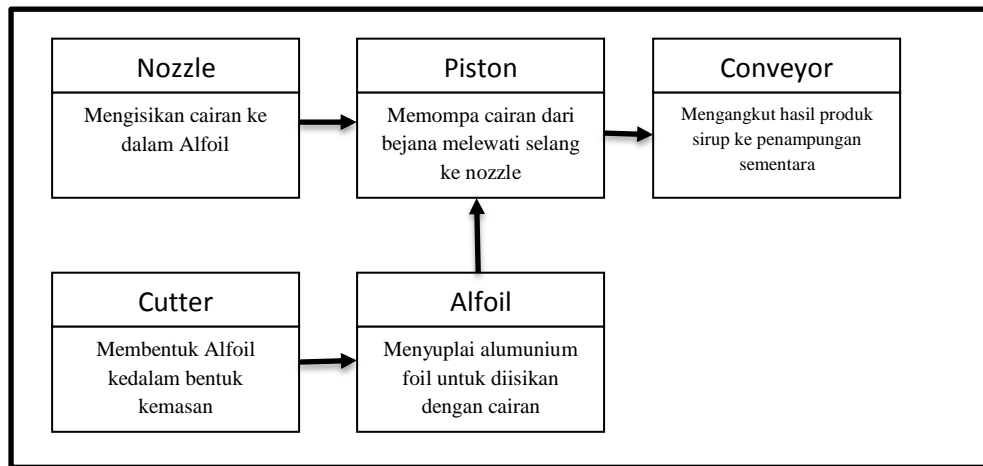 Nozzle
Mengisikan cairan ke
dalam Alfoil
Piston
Memompa cairan dari
bejana melewati selang
ke nozzle
Conveyor
Mengangkut hasil produk
sirup ke penampungan
sementara
Cutter
Membentuk Alfoil
kedalam bentuk
kemasan
Alfoil
Menyuplai alumunium
foil untuk diisikan
dengan cairan